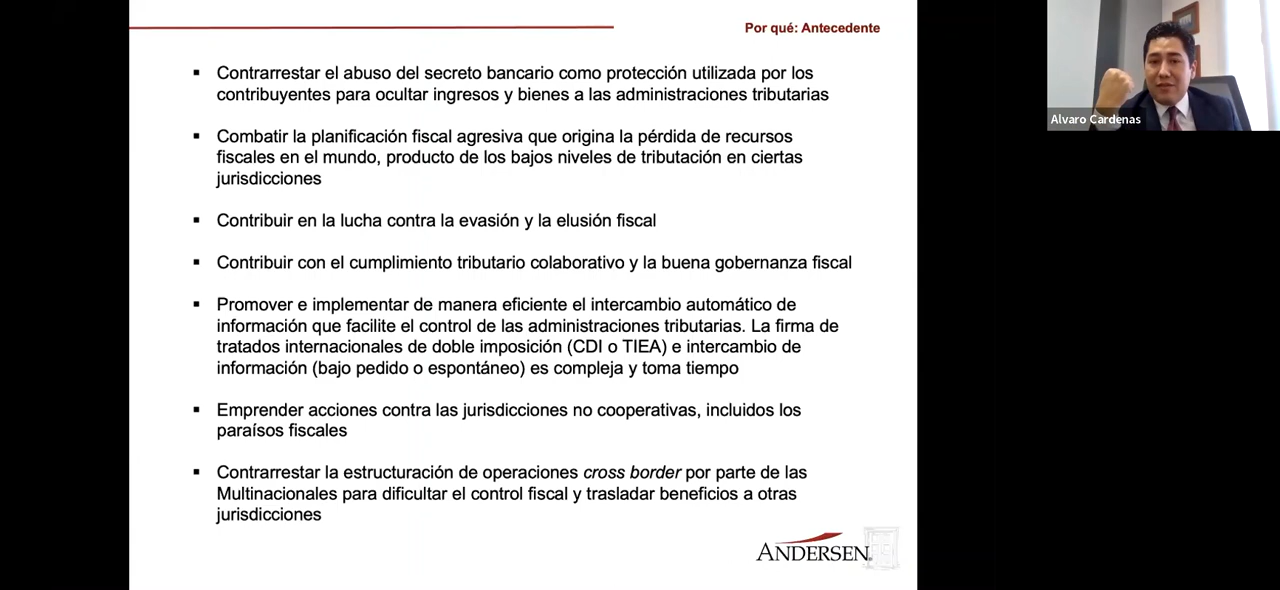 Por qué: Antecedente
▪ Contrarrestar el abuso del secreto bancario como protección utilizada por los
contribuyentes para ocultar ingresos y bienes a las administraciones tributarias
▪ Combatir la planificación fiscal agresiva que origina la pérdida de recursos
fiscales en el mundo, producto de los bajos niveles de tributación en ciertas
jurisdicciones
▪ Contribuir en la lucha contra la evasión y la elusión fiscal
▪ Contribuir con el cumplimiento tributario colaborativo y la buena gobernanza fiscal
▪ Promover e implementar de manera eficiente el intercambio automático de
información que facilite el control de las administraciones tributarias. La firma de
tratados internacionales de doble imposición (CDI o TIEA) e intercambio de
información (bajo pedido o espontáneo) es compleja y toma tiempo
▪ Emprender acciones contra las jurisdicciones no cooperativas, incluidos los
paraísos fiscales
▪ Contrarrestar la estructuración de operaciones cross border por parte de las
Multinacionales para dificultar el control fiscal y trasladar beneficios a otras
jurisdicciones
ANDERSEN®
Alvaro Cardenas